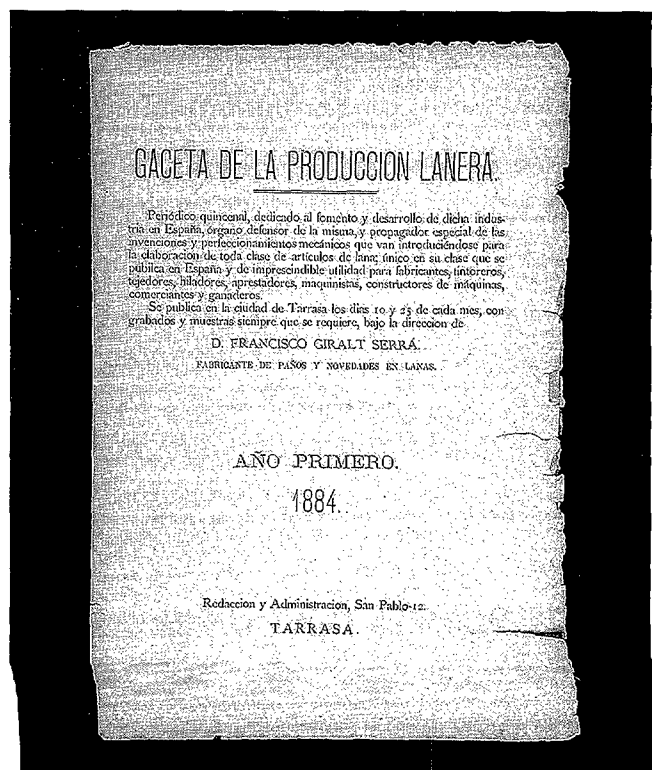 GACETA DE LA PRODUCCION LANERA.
Periódico quincenal, dedicado al fomento y desarrollo de dicha indus-
tria en España, órgano defensor de la misma, y propagador especial de las
invenciones y perfeccionamientos mecánicos que van introduciéndose para
la elaboración de toda clase de artículos de lana; único en su clase que se
publica en España y de imprescindible utilidad para fabricantes, tintoreros,
tejedores, hiladores, aprestadores, maquinistas, constructores de máquinas,
comerciantes y ganaderos.
Se publica en la ciudad de Tarrasa los dias 10 y 25 de cada mes, con
grabados y muestras siempre que se requiere, bajo la direccion de
D. FRANCISCO GIRALT SERRÁ.
FABRICANTE DE PAÑOS Y NOVEDADES EN LANAS.
AÑO PRIMERO.
1884.
Redaccion y Administracion, San Pablo-12.
TARRASA.